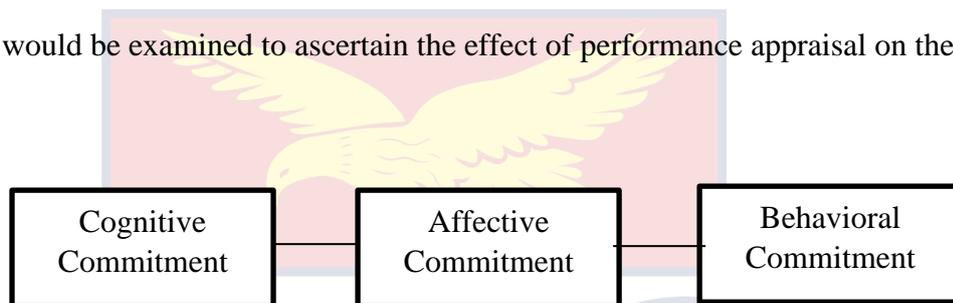 would be examined to ascertain the effect of performance appraisal on the
Cognitive
Commitment
Affective
Commitment
Behavioral
Commitment